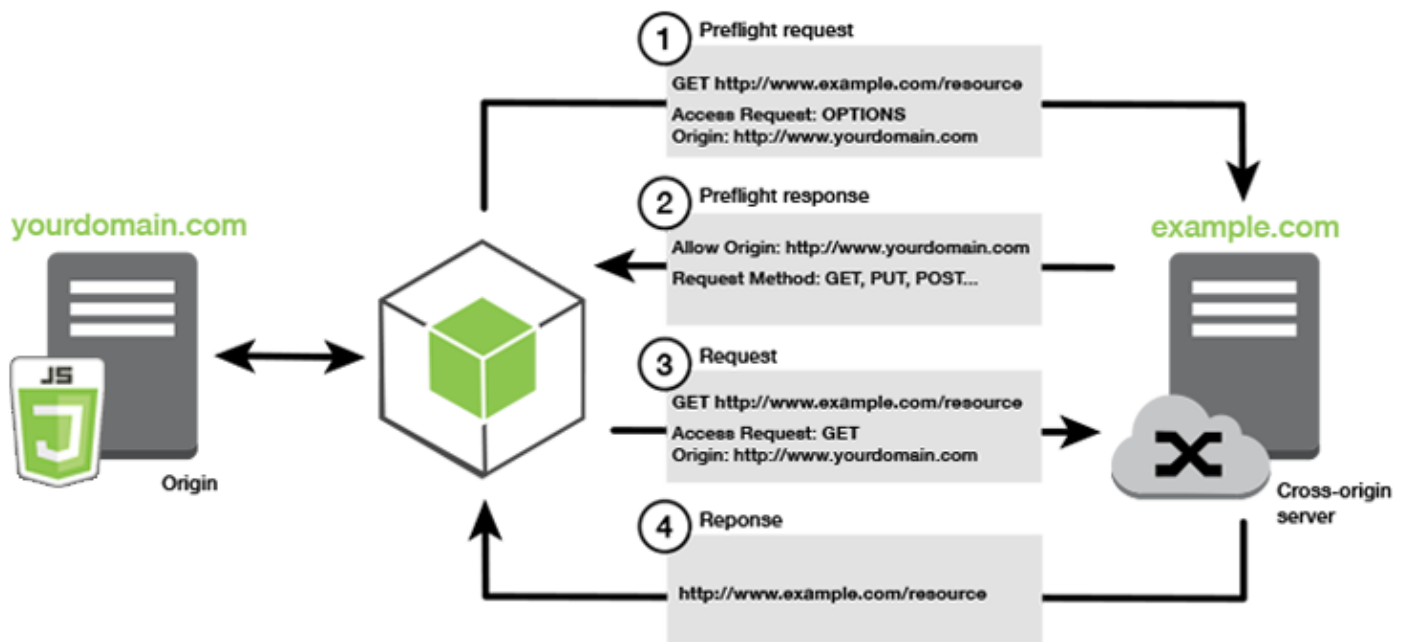 1 Preflight request
GET http://www.example.com/resource
Access Request: OPTIONS
Origin: http://www.yourdomain.com
2 Preflight response
Allow Origin: http://www.yourdomain.com
Request Method: GET, PUT, POST...
yourdomain.com
example.com
JS
Origin
3 Request
GET http://www.example.com/resource
Access Request: GET
Origin: http://www.yourdomain.com
Cross-origin
server
4 Reponse
http://www.example.com/resource